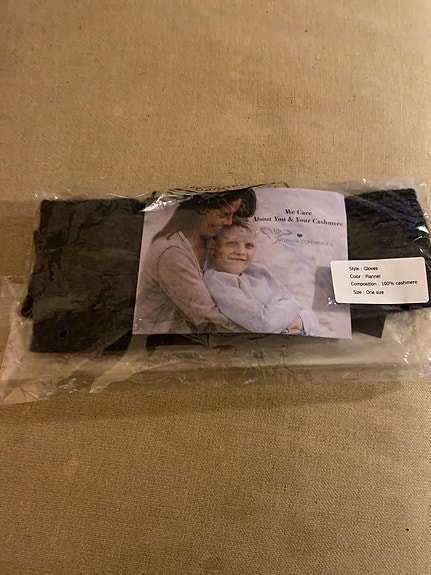 We Care
About You & Your Cashmere
Style : Gloves
Color : Flannel
Composition : 100% cashmere
Size : One size